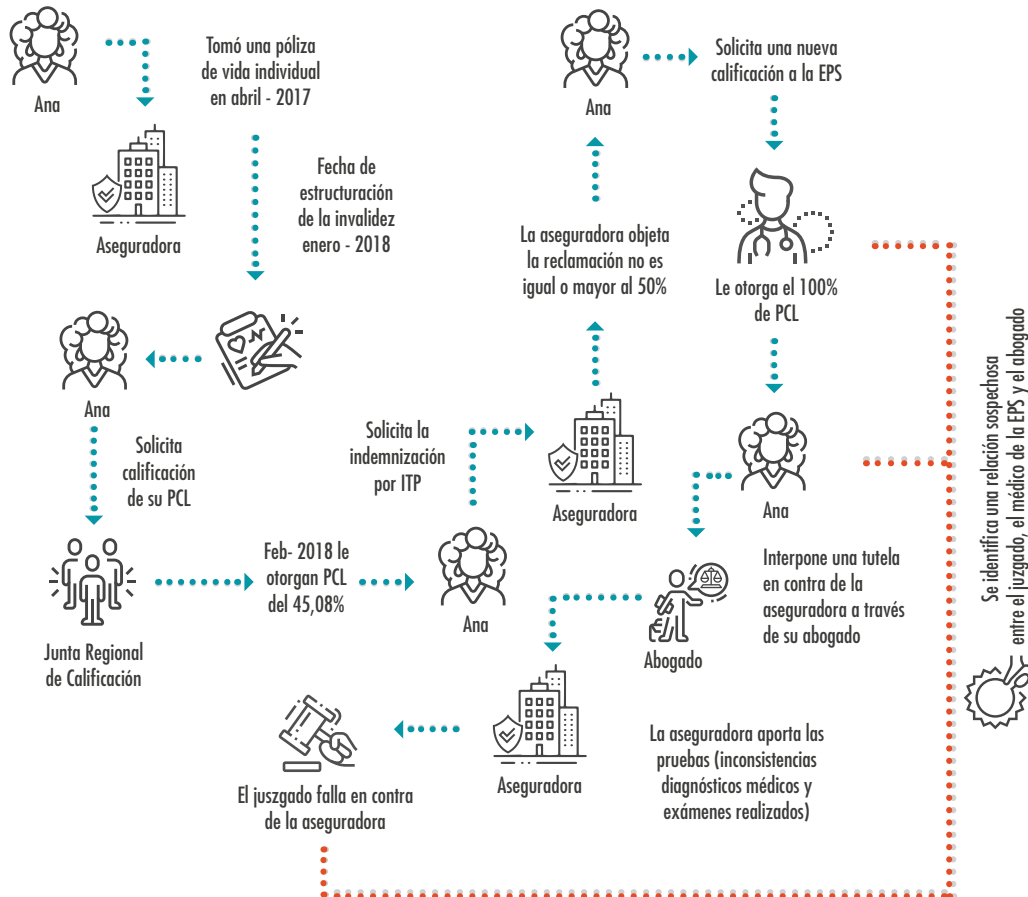 Ana
Tomó una póliza
de vida individual
en abril - 2017
Aseguradora
Fecha de
estructuración
de la invalidez
enero - 2018
Ana
Solicita
calificación
de su PCL
Junta Regional
de Calificación
Feb- 2018 le
otorgan PCL
del 45,08%
Ana
Solicita la
indemnización
por ITP
Aseguradora
La aseguradora objeta
la reclamación no es
igual o mayor al 50%
Ana
Solicita una nueva
calificación a la EPS
Le otorga el 100%
de PCL
Ana
Interpone una tutela
en contra de la
aseguradora a través
de su abogado
Abogado
Aseguradora
La aseguradora aporta las
pruebas (inconsistencias
diagnósticos médicos y
exámenes realizados)
El juszgado falla en contra
de la aseguradora
Se identifica una relación sospechosa
entre el juzgado, el médico de la EPS y el abogado